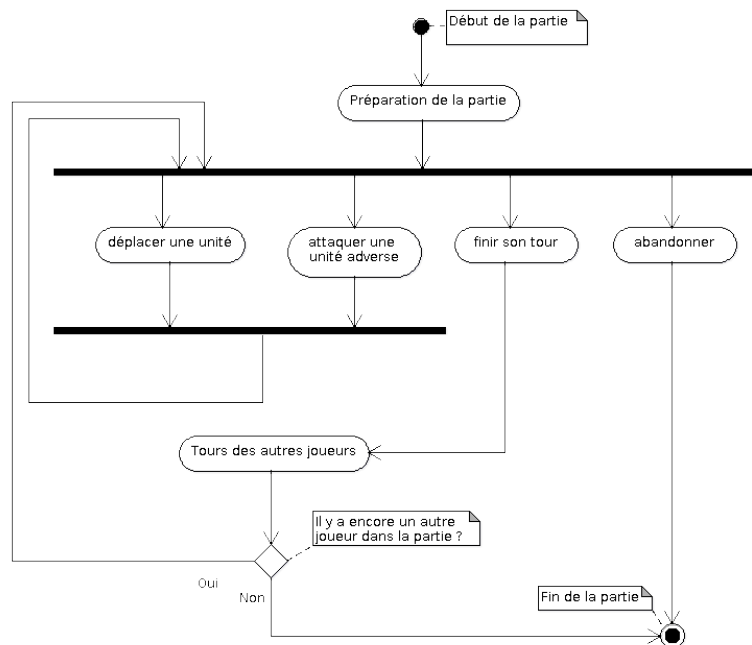 Début de la partie
Préparation de la partie
déplacer une unité
attaquer une
unité adverse
finir son tour
abandonner
Tours des autres joueurs
Il y a encore un autre
joueur dans la partie ?
Oui
Non
Fin de la partie